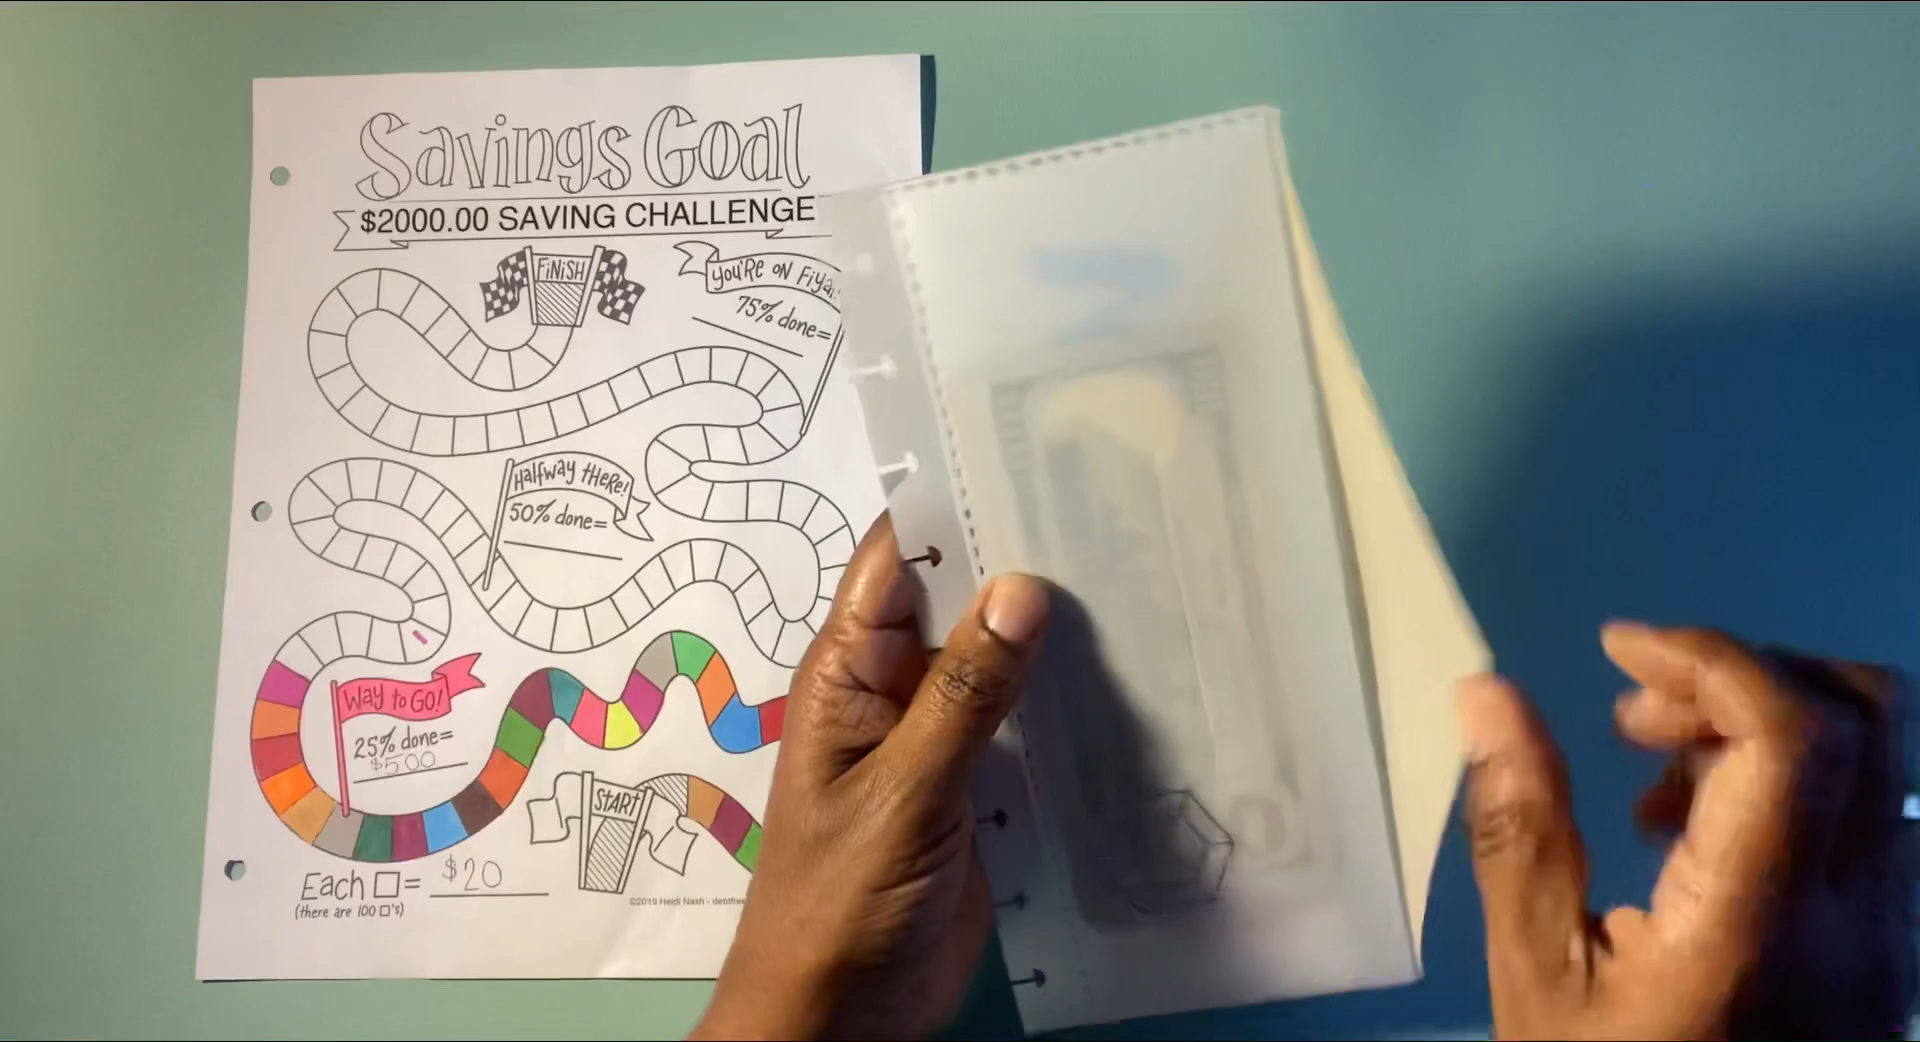 Savings Goal
$2000.00 SAVING CHALLENGE
FiNiSH
YOU'RE ON Fiya
75% done=
HALFWAY tHeRe!
50% done=
WAY to GO!
25% done=
$500
StARt
Each □= $20
(there are 100 □'s)
©2019 Heidi Nash - debtfree